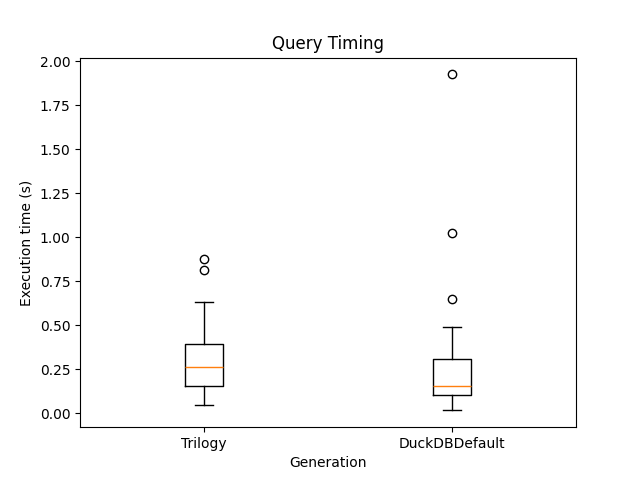 Query Timing
2.00
1.75
1.50
1.25
1.00
0.75
0.50
0.25
0.00
Execution time (s)
Trilogy DuckDBDefault
Generation